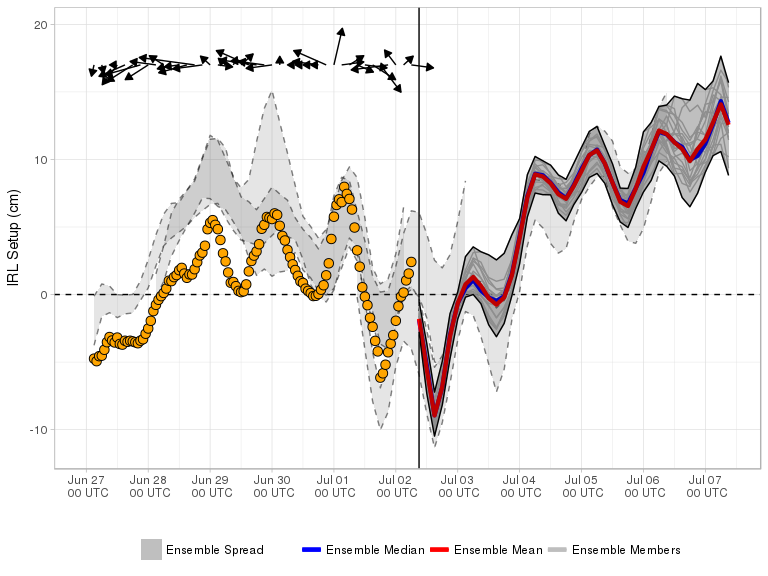 20
10
0
-10
IRL Setup (cm)
Jun 27 Jun 28 Jun 29 Jun 30 Jul 01 Jul 02 Jul 03 Jul 04 Jul 05 Jul 06 Jul 07
00 UTC 00 UTC 00 UTC 00 UTC 00 UTC 00 UTC 00 UTC 00 UTC 00 UTC 00 UTC 00 UTC
Ensemble Spread Ensemble Median Ensemble Mean Ensemble Members